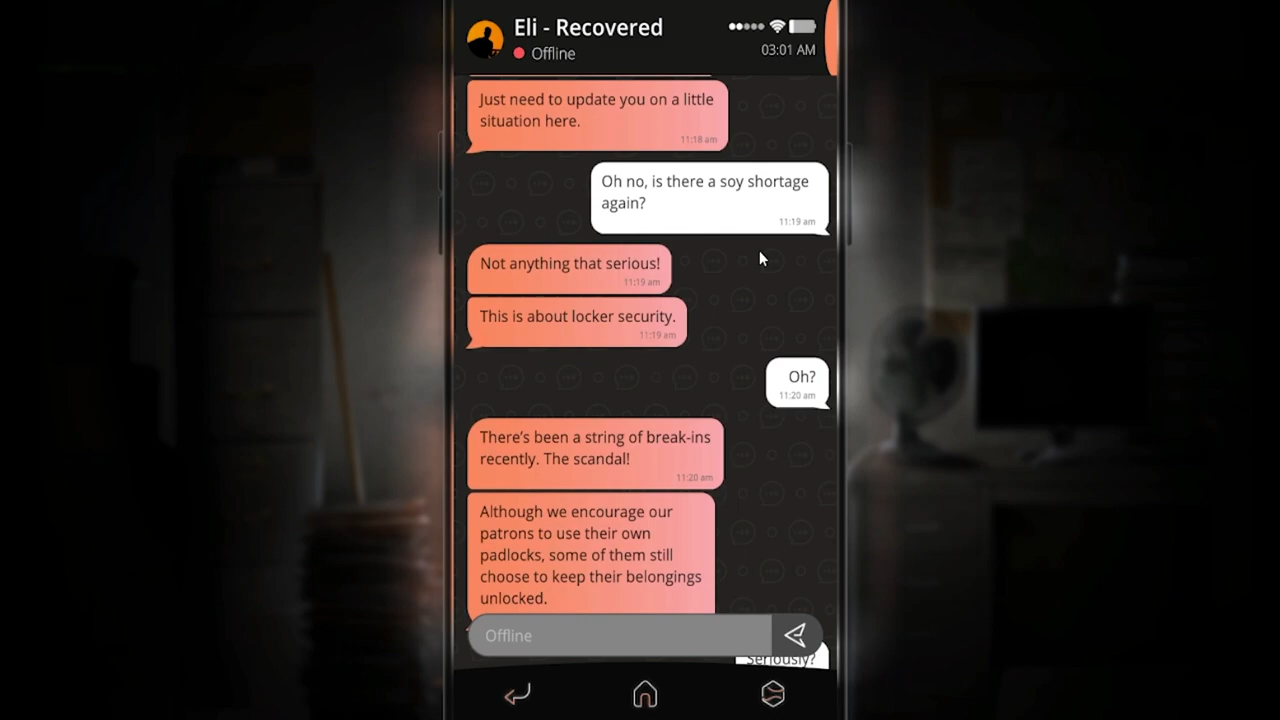 Eli - Recovered
Offline
03:01 AM
Just need to update you on a little
situation here.
11:18 am
Oh no, is there a soy shortage
again?
11:19 am
Not anything that serious!
11:19 am
This is about locker security.
11:19 am
Oh?
11:20 am
There's been a string of break-ins
recently. The scandal!
11:20 am
Although we encourage our
patrons to use their own
padlocks, some of them still
choose to keep their belongings
unlocked.
Offline
Seriously?